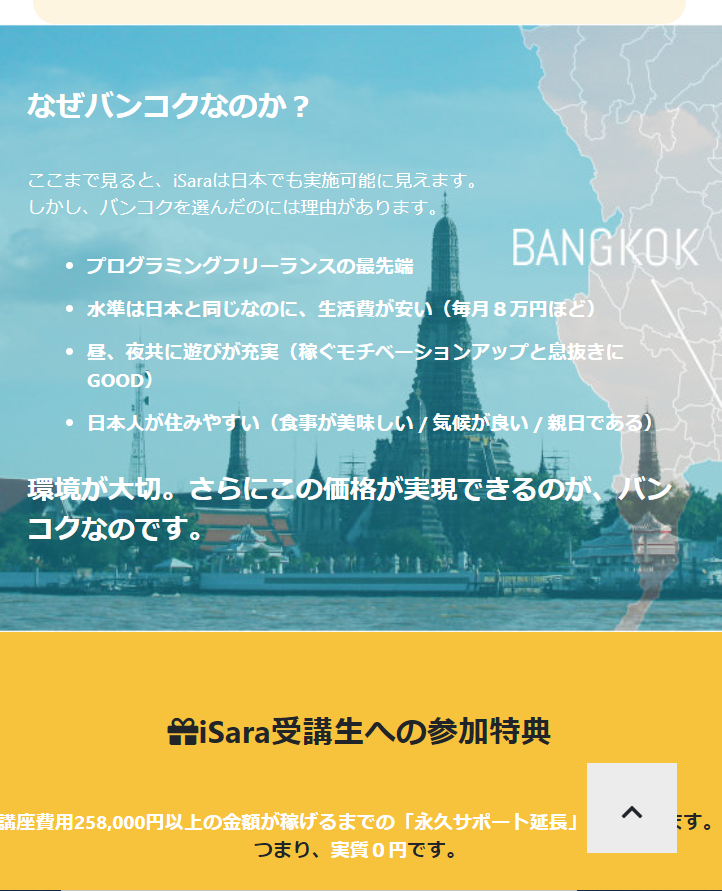 なぜバンコクなのか？
ここまで見ると、iSaraは日本でも実施可能に見えます。
しかし、バンコクを選んだのには理由があります。
BANGKOK
• プログラミングフリーランスの最先端
• 水準は日本と同じなのに、生活費が安い（毎月８万円ほど）
• 昼、夜共に遊びが充実（稼ぐモチベーションアップと息抜きに
GOOD）
• 日本人が住みやすい（食事が美味しい / 気候が良い / 親日である）
環境が大切。さらにこの価格が実現できるのが、バン
コクなのです。
iSara受講生への参加特典
講座費用258,000円以上の金額が稼げるまでの「永久サポート延長」 ます。
つまり、実質０円です。